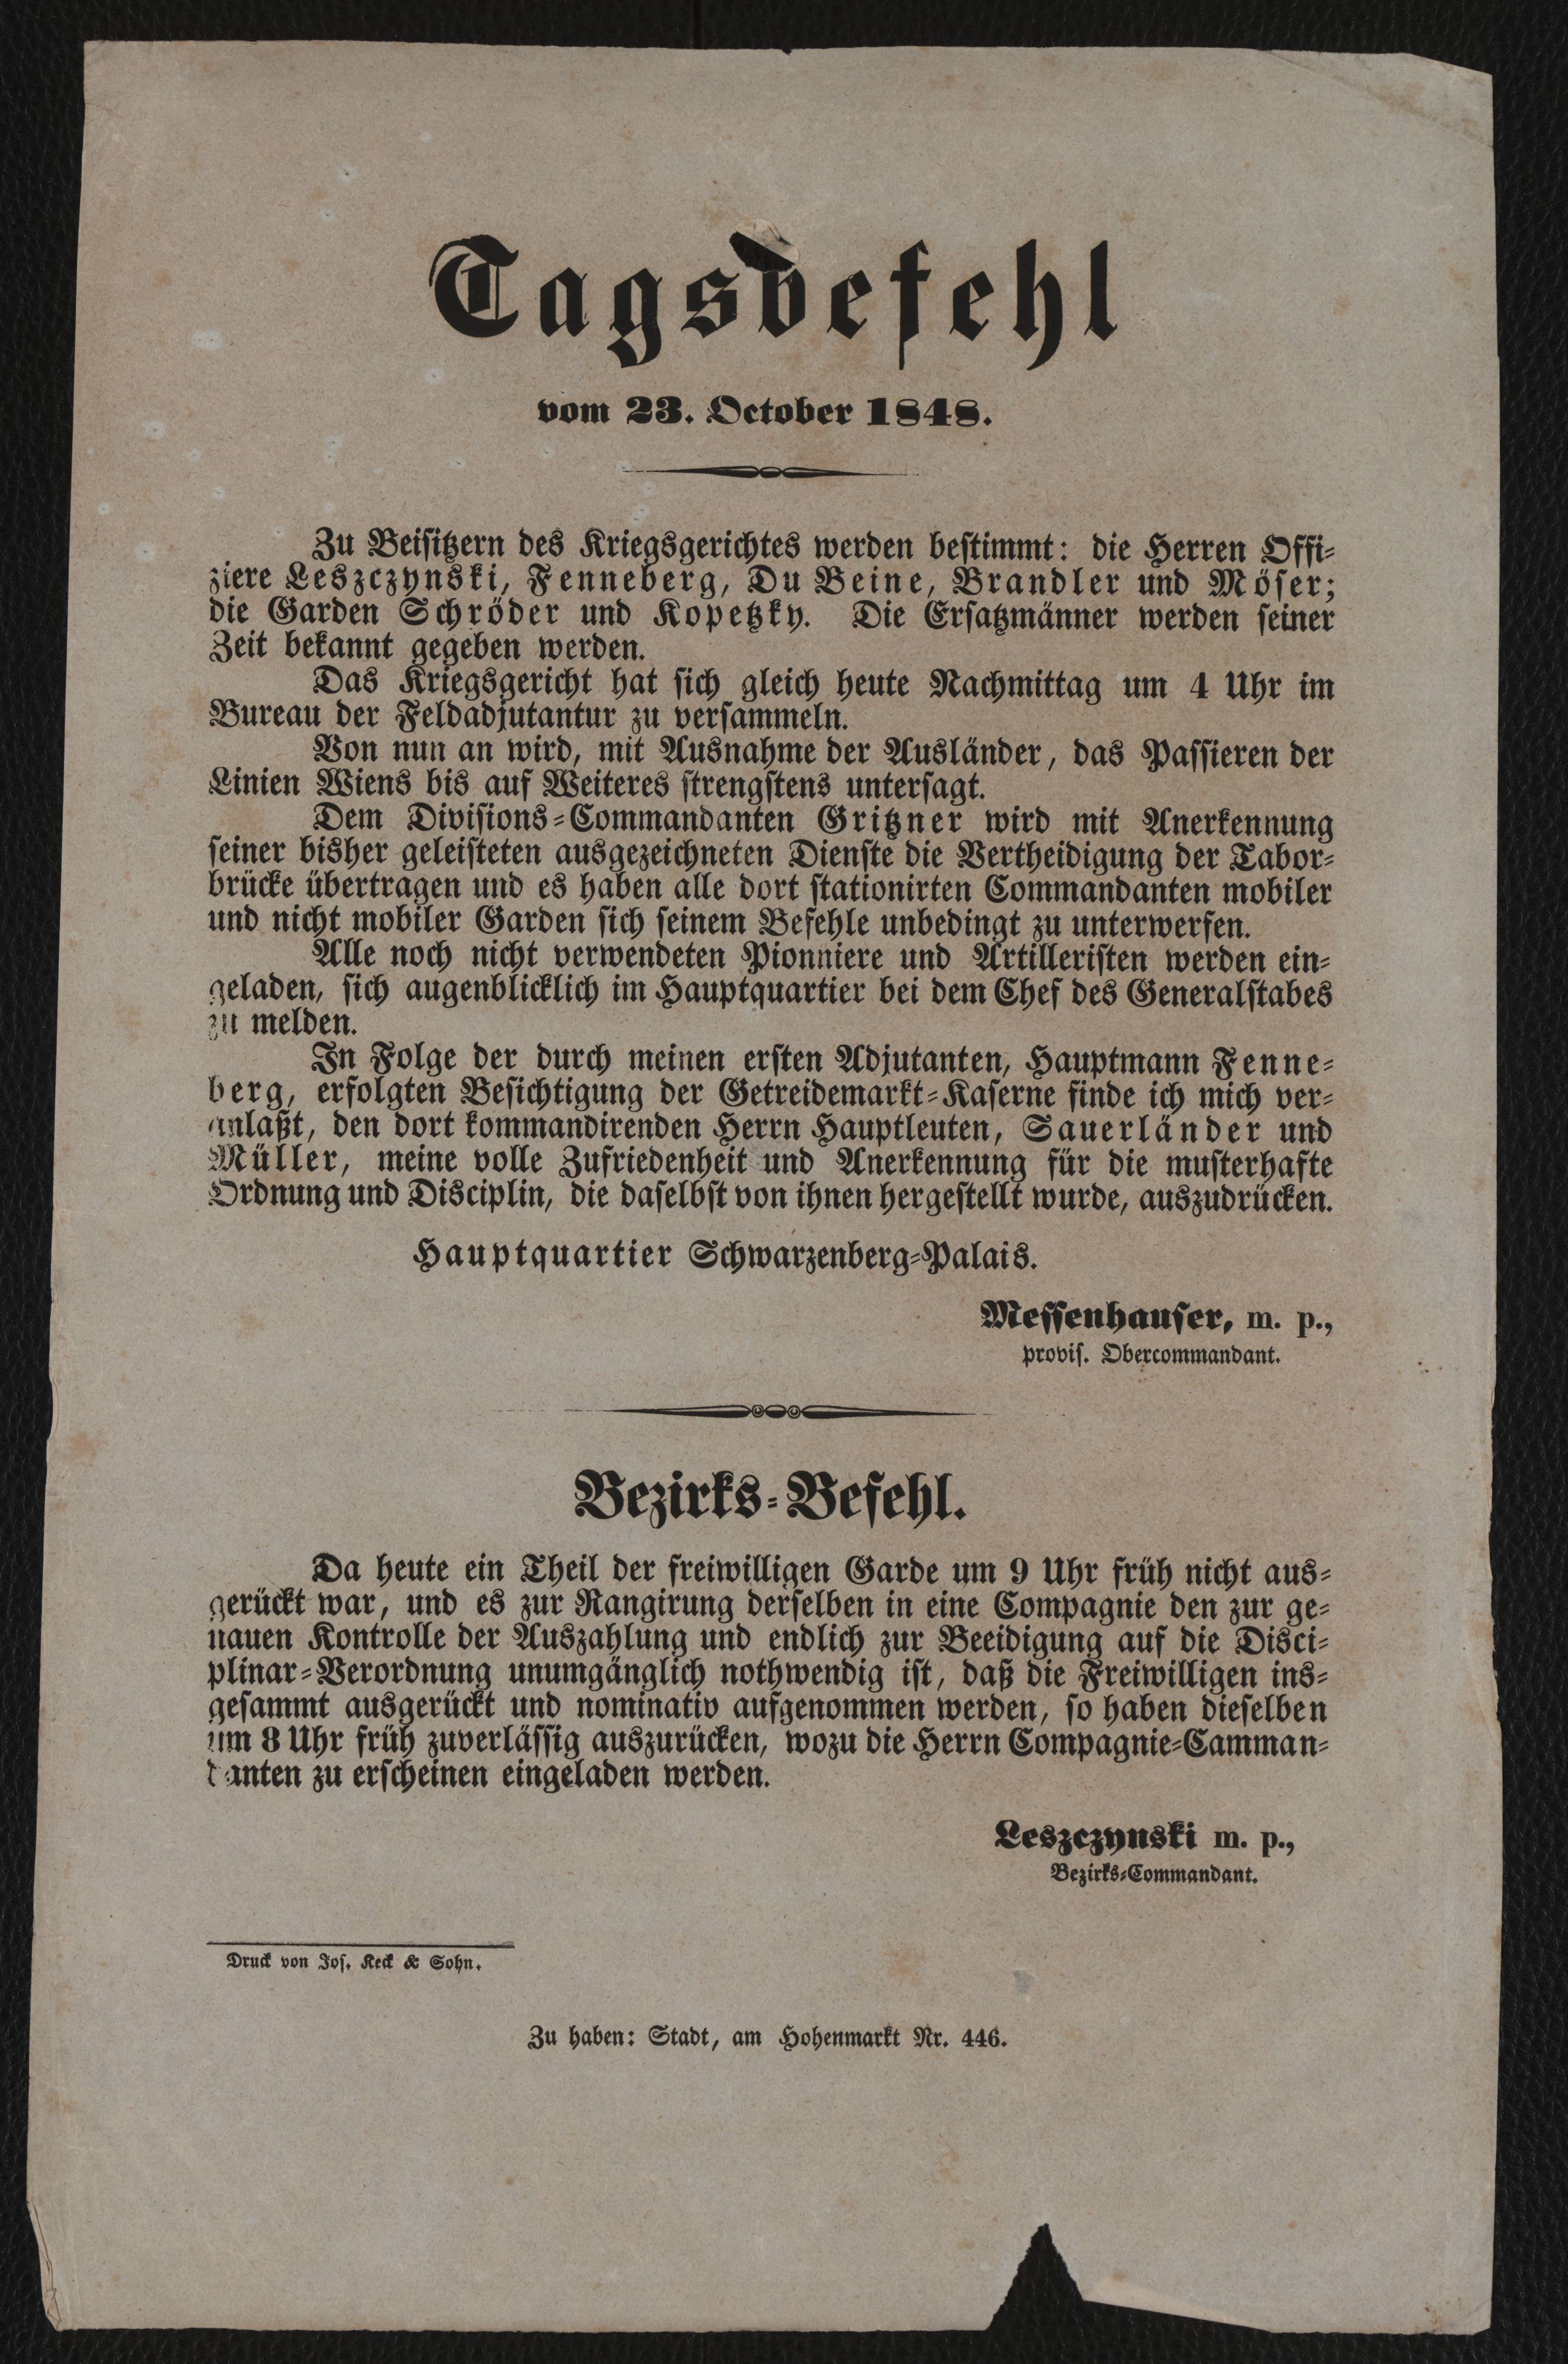 Tagsbefehl
vom 23. October 1848.
Zu Beisitzern des Kriegsgerichtes werden bestimmt: die Herren Offi-
ziere Leszczynski, Fenneberg, Du Beine, Brandler und Möser;
die Garden Schröder und Kopetzky. Die Ersatzmänner werden seiner
Zeit bekannt gegeben werden.
Das Kriegsgericht hat sich gleich heute Nachmittag um 4 Uhr im
Bureau der Feldadjutantur zu versammeln.
Von nun an wird, mit Ausnahme der Ausländer, das Passieren der
Linien Wiens bis auf Weiteres strengstens untersagt.
Dem Divisions-Commandanten Gritzner wird mit Anerkennung
seiner bisher geleisteten ausgezeichneten Dienste die Vertheidigung der Tabor-
brücke übertragen und es haben alle dort stationirten Commandanten mobiler
und nicht mobiler Garden sich seinem Befehle unbedingt zu unterwerfen.
Alle noch nicht verwendeten Pionniere und Artilleristen werden ein-
geladen, sich augenblicklich im Hauptquartier bei dem Chef des Generalstabes
zu melden.
In Folge der durch meinen ersten Adjutanten, Hauptmann Fenne-
berg, erfolgten Besichtigung der Getreidemarkt-Kaserne finde ich mich ver-
anlaßt, den dort kommandirenden Herrn Hauptleuten, Sauerländer und
Müller, meine volle Zufriedenheit und Anerkennung für die musterhafte
Ordnung und Disciplin, die daselbst von ihnen hergestellt wurde, auszudrücken.
Hauptquartier Schwarzenberg-Palais.
Messenhauser, m. p.,
provis. Obercommandant.
Bezirks-Befehl.
Da heute ein Theil der freiwilligen Garde um 9 Uhr früh nicht aus-
gerückt war, und es zur Rangirung derselben in eine Compagnie den zur ge-
nauen Kontrolle der Auszahlung und endlich zur Beeidigung auf die Disci-
plinar-Verordnung unumgänglich nothwendig ist, daß die Freiwilligen ins-
gesammt ausgerückt und nominativ aufgenommen werden, so haben dieselben
um 8 Uhr früh zuverlässig auszurücken, wozu die Herrn Compagnie-Camman-
danten zu erscheinen eingeladen werden.
Leszczynski m. p.,
Bezirks-Commandant.
Druck von Jos. Keck & Sohn.
Zu haben: Stadt, am Hohenmarkt Nr. 446.